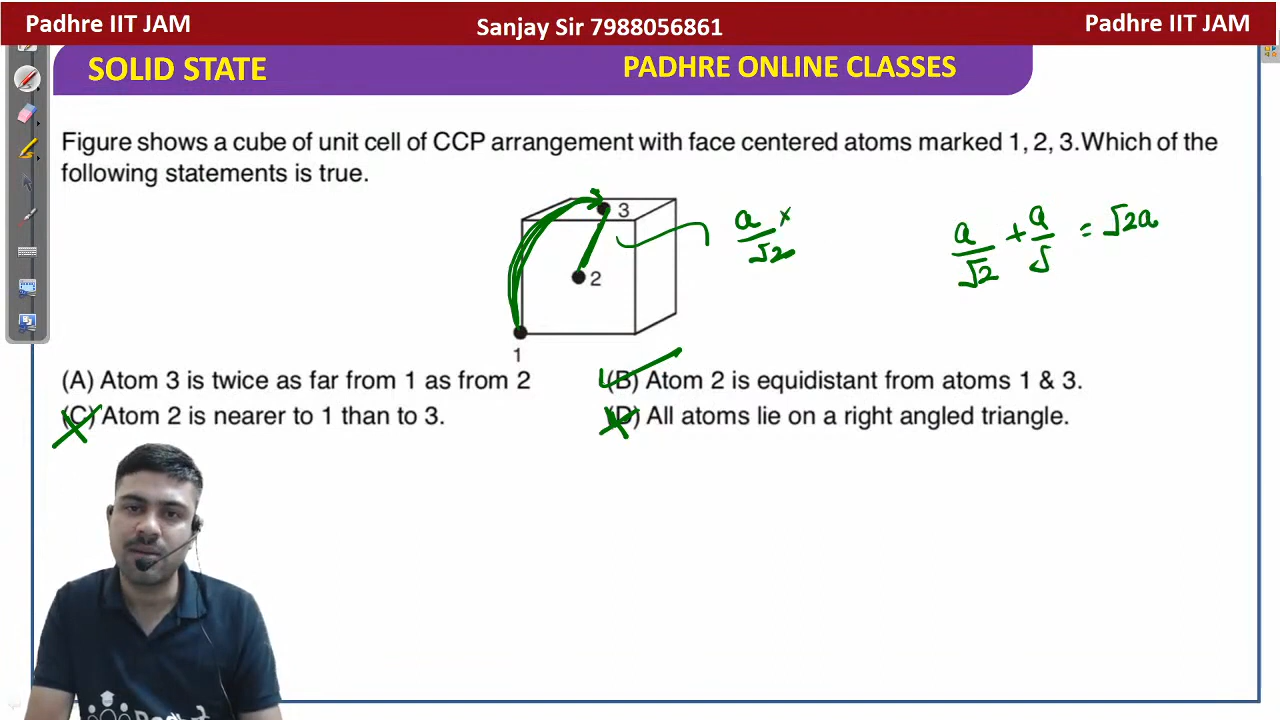 Padhre IIT JAM
Sanjay Sir 7988056861
Padhre IIT JAM
SOLID STATE
PADHRE ONLINE CLASSES
Figure shows a cube of unit cell of CCP arrangement with face centered atoms marked 1, 2, 3.Which of the
following statements is true.
3
2
1
a/√2 ×
a/√2 + a/√ = √2a
(A) Atom 3 is twice as far from 1 as from 2
(B) Atom 2 is equidistant from atoms 1 & 3.
(C) Atom 2 is nearer to 1 than to 3.
(D) All atoms lie on a right angled triangle.